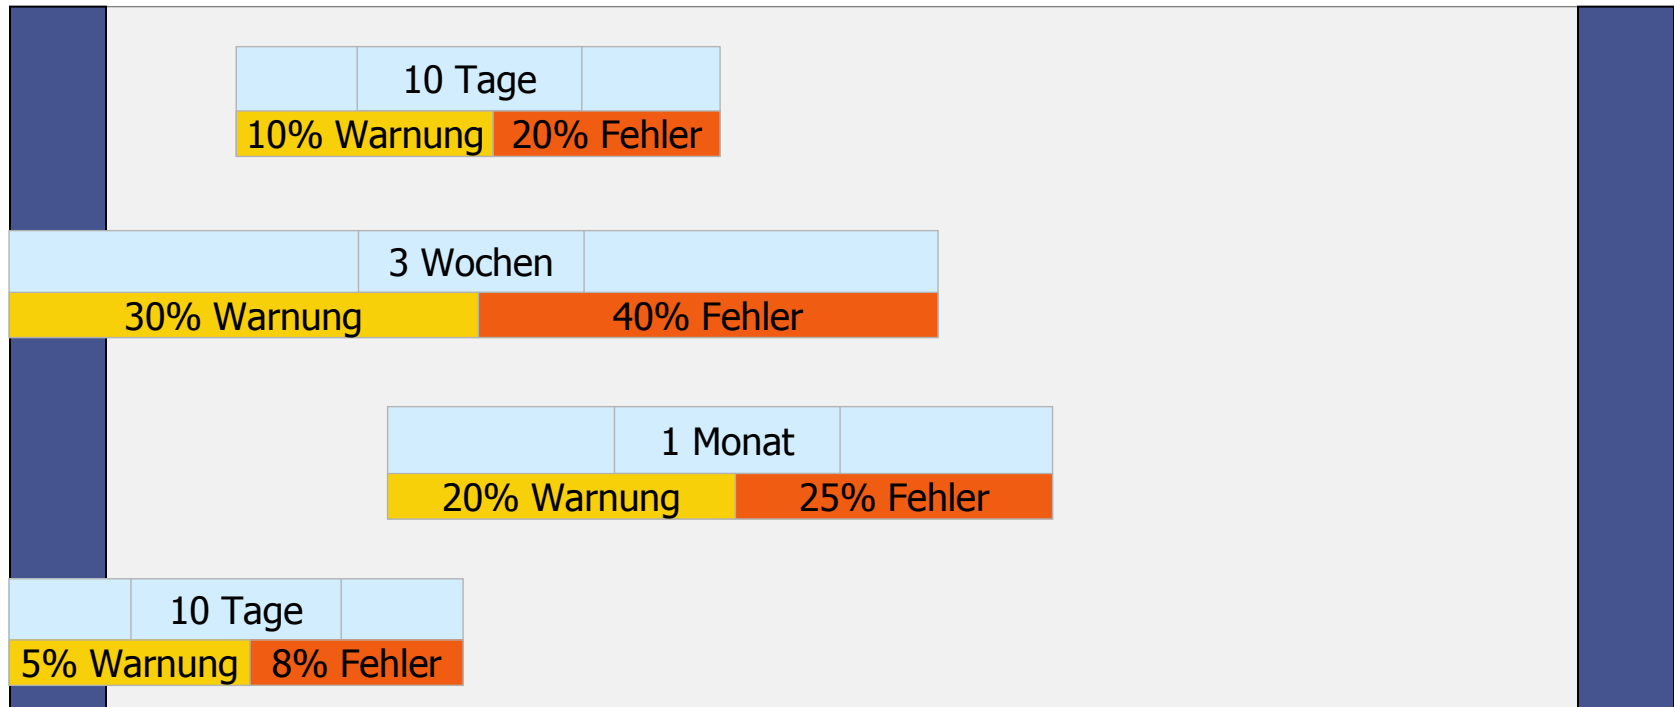 10 Tage
10% Warnung 20% Fehler
3 Wochen
30% Warnung 40% Fehler
1 Monat
20% Warnung 25% Fehler
10 Tage
5% Warnung 8% Fehler